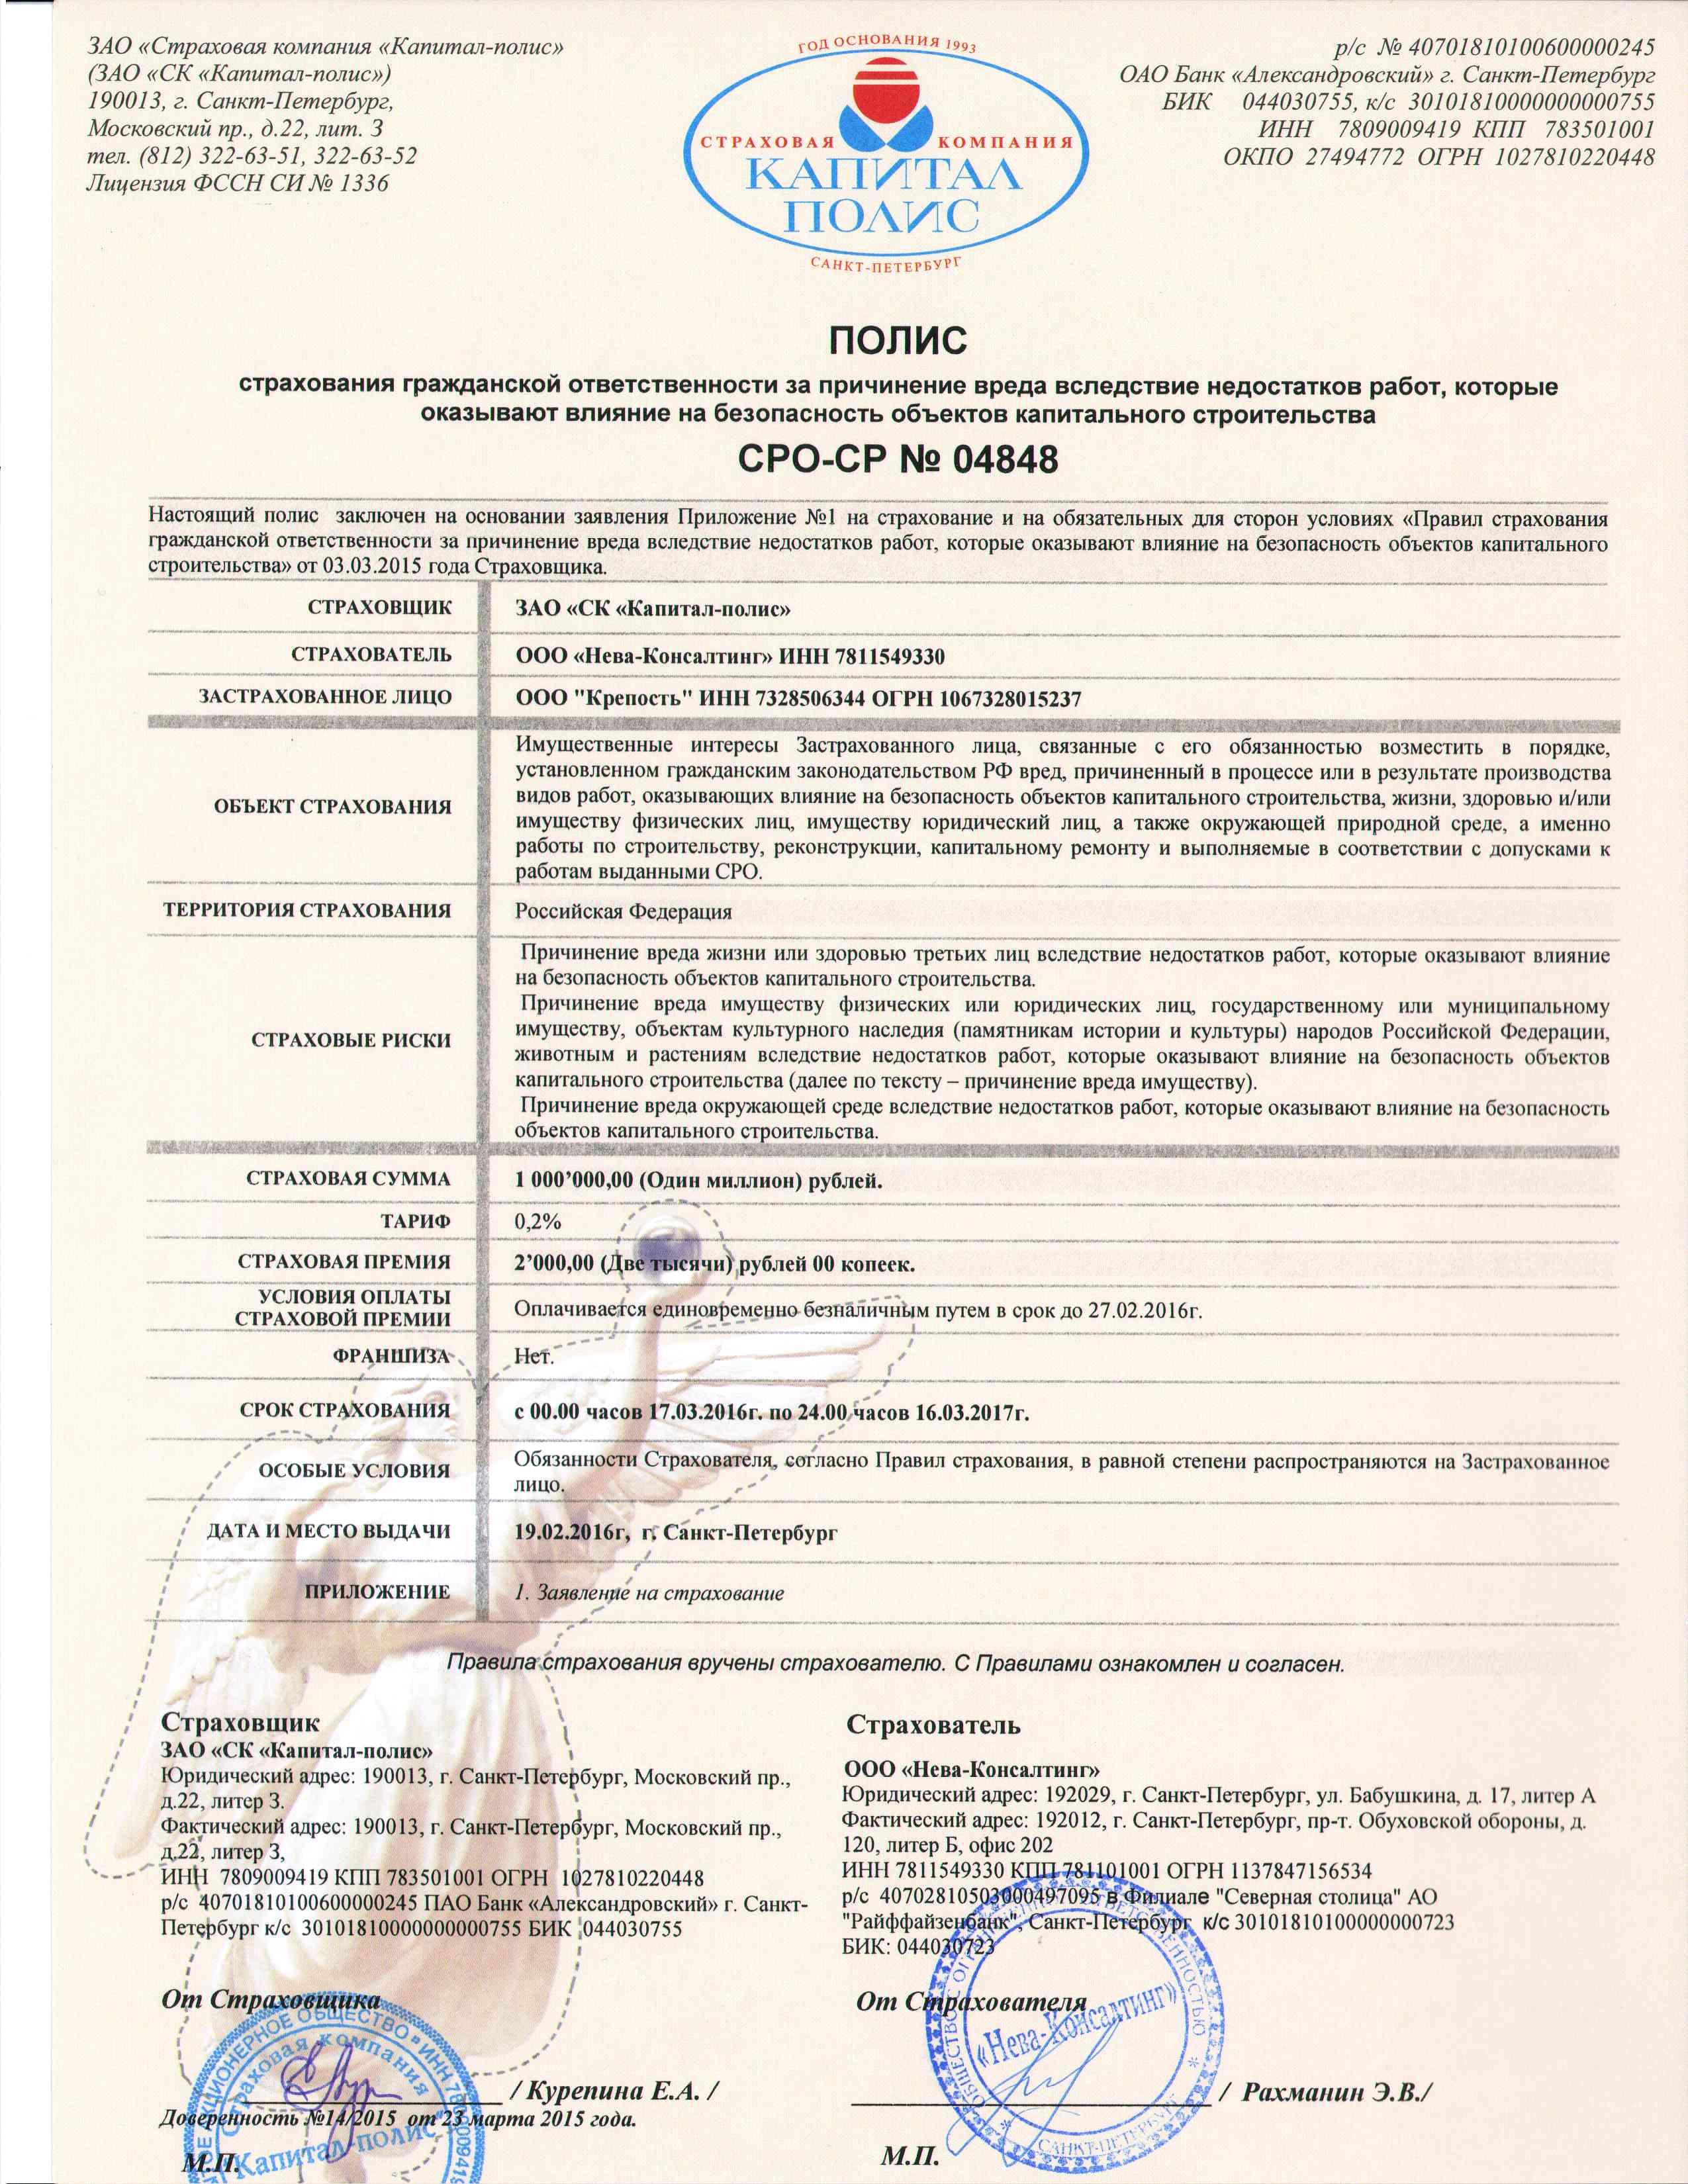 ЗАО «Страховая компания «Капитал-полис»
(ЗАО «СК «Капитал-полис»)
190013, г. Санкт-Петербург,
Московский пр., д.22, лит. З
тел. (812) 322-63-51, 322-63-52
Лицензия ФССН СИ № 1336
ГОД ОСНОВАНИЯ 1993
СТРАХОВАЯ КОМПАНИЯ
КАПИТАЛ
ПОЛИС
САНКТ-ПЕТЕРБУРГ
р/с № 40701810100600000245
ОАО Банк «Александровский» г. Санкт-Петербург
БИК 044030755, к/с 30101810000000000755
ИНН 7809009419 КПП 783501001
ОКПО 27494772 ОГРН 1027810220448
ПОЛИС
страхования гражданской ответственности за причинение вреда вследствие недостатков работ, которые
оказывают влияние на безопасность объектов капитального строительства
СРО-СР № 04848
Настоящий полис заключен на основании заявления Приложение №1 на страхование и на обязательных для сторон условиях «Правил страхования
гражданской ответственности за причинение вреда вследствие недостатков работ, которые оказывают влияние на безопасность объектов капитального
строительства» от 03.03.2015 года Страховщика.
СТРАХОВЩИК ЗАО «СК «Капитал-полис»
СТРАХОВАТЕЛЬ ООО «Нева-Консалтинг» ИНН 7811549330
ЗАСТРАХОВАННОЕ ЛИЦО ООО "Крепость" ИНН 7328506344 ОГРН 1067328015237
ОБЪЕКТ СТРАХОВАНИЯ
Имущественные интересы Застрахованного лица, связанные с его обязанностью возместить в порядке,
установленном гражданским законодательством РФ вред, причиненный в процессе или в результате производства
видов работ, оказывающих влияние на безопасность объектов капитального строительства, жизни, здоровью и/или
имуществу физических лиц, имуществу юридический лиц, а также окружающей природной среде, а именно
работы по строительству, реконструкции, капитальному ремонту и выполняемые в соответствии с допусками к
работам выданными СРО.
ТЕРРИТОРИЯ СТРАХОВАНИЯ Российская Федерация
СТРАХОВЫЕ РИСКИ
Причинение вреда жизни или здоровью третьих лиц вследствие недостатков работ, которые оказывают влияние
на безопасность объектов капитального строительства.
Причинение вреда имуществу физических или юридических лиц, государственному или муниципальному
имуществу, объектам культурного наследия (памятникам истории и культуры) народов Российской Федерации,
животным и растениям вследствие недостатков работ, которые оказывают влияние на безопасность объектов
капитального строительства (далее по тексту – причинение вреда имуществу).
Причинение вреда окружающей среде вследствие недостатков работ, которые оказывают влияние на безопасность
объектов капитального строительства.
СТРАХОВАЯ СУММА 1 000’000,00 (Один миллион) рублей.
ТАРИФ 0,2%
СТРАХОВАЯ ПРЕМИЯ 2’000,00 (Две тысячи) рублей 00 копеек.
УСЛОВИЯ ОПЛАТЫ
СТРАХОВОЙ ПРЕМИИ
Оплачивается единовременно безналичным путем в срок до 27.02.2016г.
ФРАНШИЗА Нет.
СРОК СТРАХОВАНИЯ с 00.00 часов 17.03.2016г. по 24.00 часов 16.03.2017г.
ОСОБЫЕ УСЛОВИЯ
Обязанности Страхователя, согласно Правил страхования, в равной степени распространяются на Застрахованное
лицо.
ДАТА И МЕСТО ВЫДАЧИ 19.02.2016г, г. Санкт-Петербург
ПРИЛОЖЕНИЕ 1. Заявление на страхование
Правила страхования вручены страхователю. С Правилами ознакомлен и согласен.
Страховщик
ЗАО «СК «Капитал-полис»
Юридический адрес: 190013, г. Санкт-Петербург, Московский пр.,
д.22, литер З.
Фактический адрес: 190013, г. Санкт-Петербург, Московский пр.,
д.22, литер З,
ИНН 7809009419 КПП 783501001 ОГРН 1027810220448
р/с 40701810100600000245 ПАО Банк «Александровский» г. Санкт-
Петербург к/с 30101810000000000755 БИК 044030755
От Страховщика
/ Курепина Е.А. /
Доверенность №14/2015 от 23 марта 2015 года.
М.П.
АКЦИОНЕРНОЕ ОБЩЕСТВО * ИНН 7809009419
Страховая компания
"Капитал-полис"
Страхователь
ООО «Нева-Консалтинг»
Юридический адрес: 192029, г. Санкт-Петербург, ул. Бабушкина, д. 17, литер А
Фактический адрес: 192012, г. Санкт-Петербург, пр-т. Обуховской обороны, д.
120, литер Б, офис 202
ИНН 7811549330 КПП 781101001 ОГРН 1137847156534
р/с 40702810503000497095 в Филиале "Северная столица" АО
"Райффайзенбанк", Санкт-Петербург к/с 30101810100000000723
БИК: 044030723
От Страхователя
/ Рахманин Э.В./
М.П.
ОБЩЕСТВО С ОГРАНИЧЕННОЙ ОТВЕТСТВЕННОСТЬЮ
«Нева-Консалтинг»
* САНКТ-ПЕТЕРБУРГ *